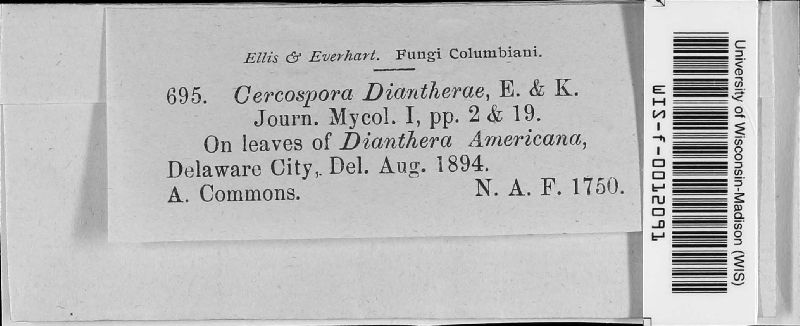 Ellis & Everhart. Fungi Columbiani.
695. Cercospora Diantherae, E. & K.
Journ. Mycol. I, pp. 2 & 19.
On leaves of Dianthera Americana,
Delaware City, Del. Aug. 1894.
A. Commons. N. A. F. 1750.
University of Wisconsin-Madison (WIS)
WIS-f-0012091